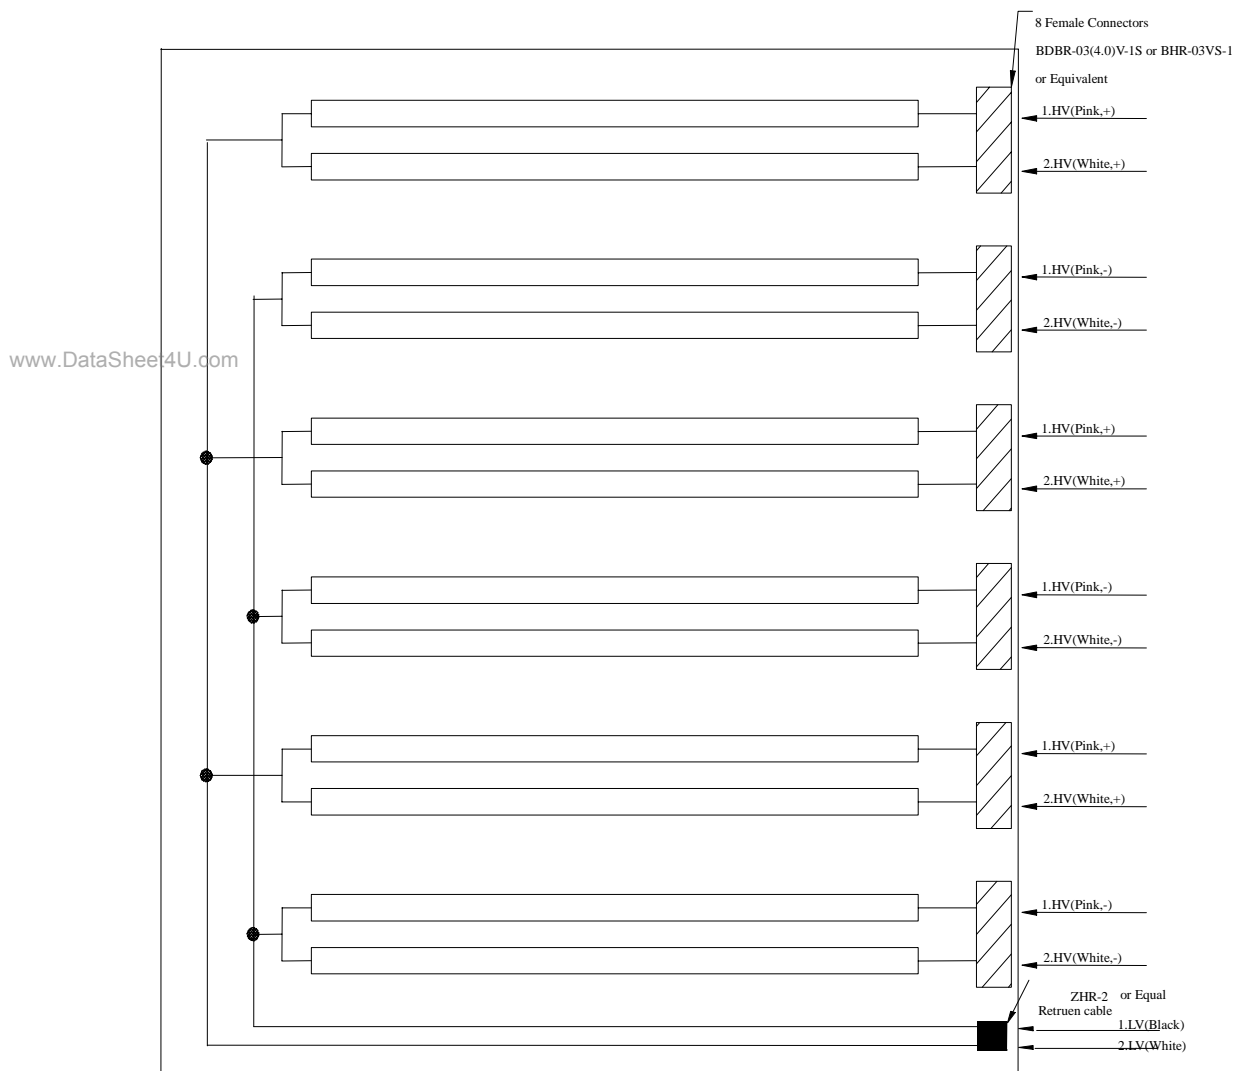 8 Female Connectors
BDBR-03(4.0)V-1S or BHR-03VS-1
or Equivalent
1.HV(Pink,+)
2.HV(White,+)
1.HV(Pink,-)
2.HV(White,-)
www.DataSheet4U.com
1.HV(Pink,+)
2.HV(White,+)
1.HV(Pink,-)
2.HV(White,-)
1.HV(Pink,+)
2.HV(White,+)
1.HV(Pink,-)
2.HV(White,-)
ZHR-2 or Equal
Retruen cable
1.LV(Black)
2.LV(White)